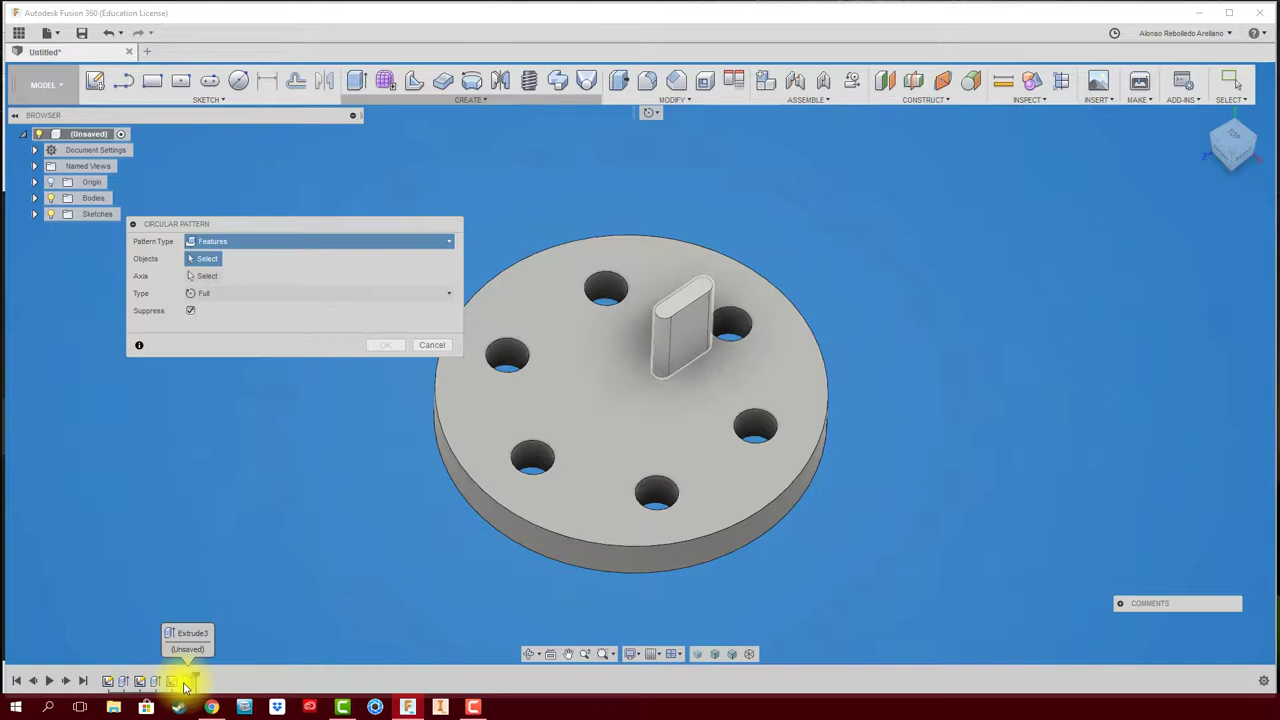 Autodesk Fusion 360 (Education License)
Alonso Rebolledo Arellano
Untitled*
MODEL
SKETCH
CREATE
MODIFY
ASSEMBLE
CONSTRUCT
INSPECT
INSERT
MAKE
ADD-INS
SELECT
BROWSER
TOP
(Unsaved)
Document Settings
Named Views
Origin
Bodies
Sketches
CIRCULAR PATTERN
Pattern Type Features
Objects Select
Axis Select
Type Full
Suppress
OK Cancel
COMMENTS
Extrude3
(Unsaved)